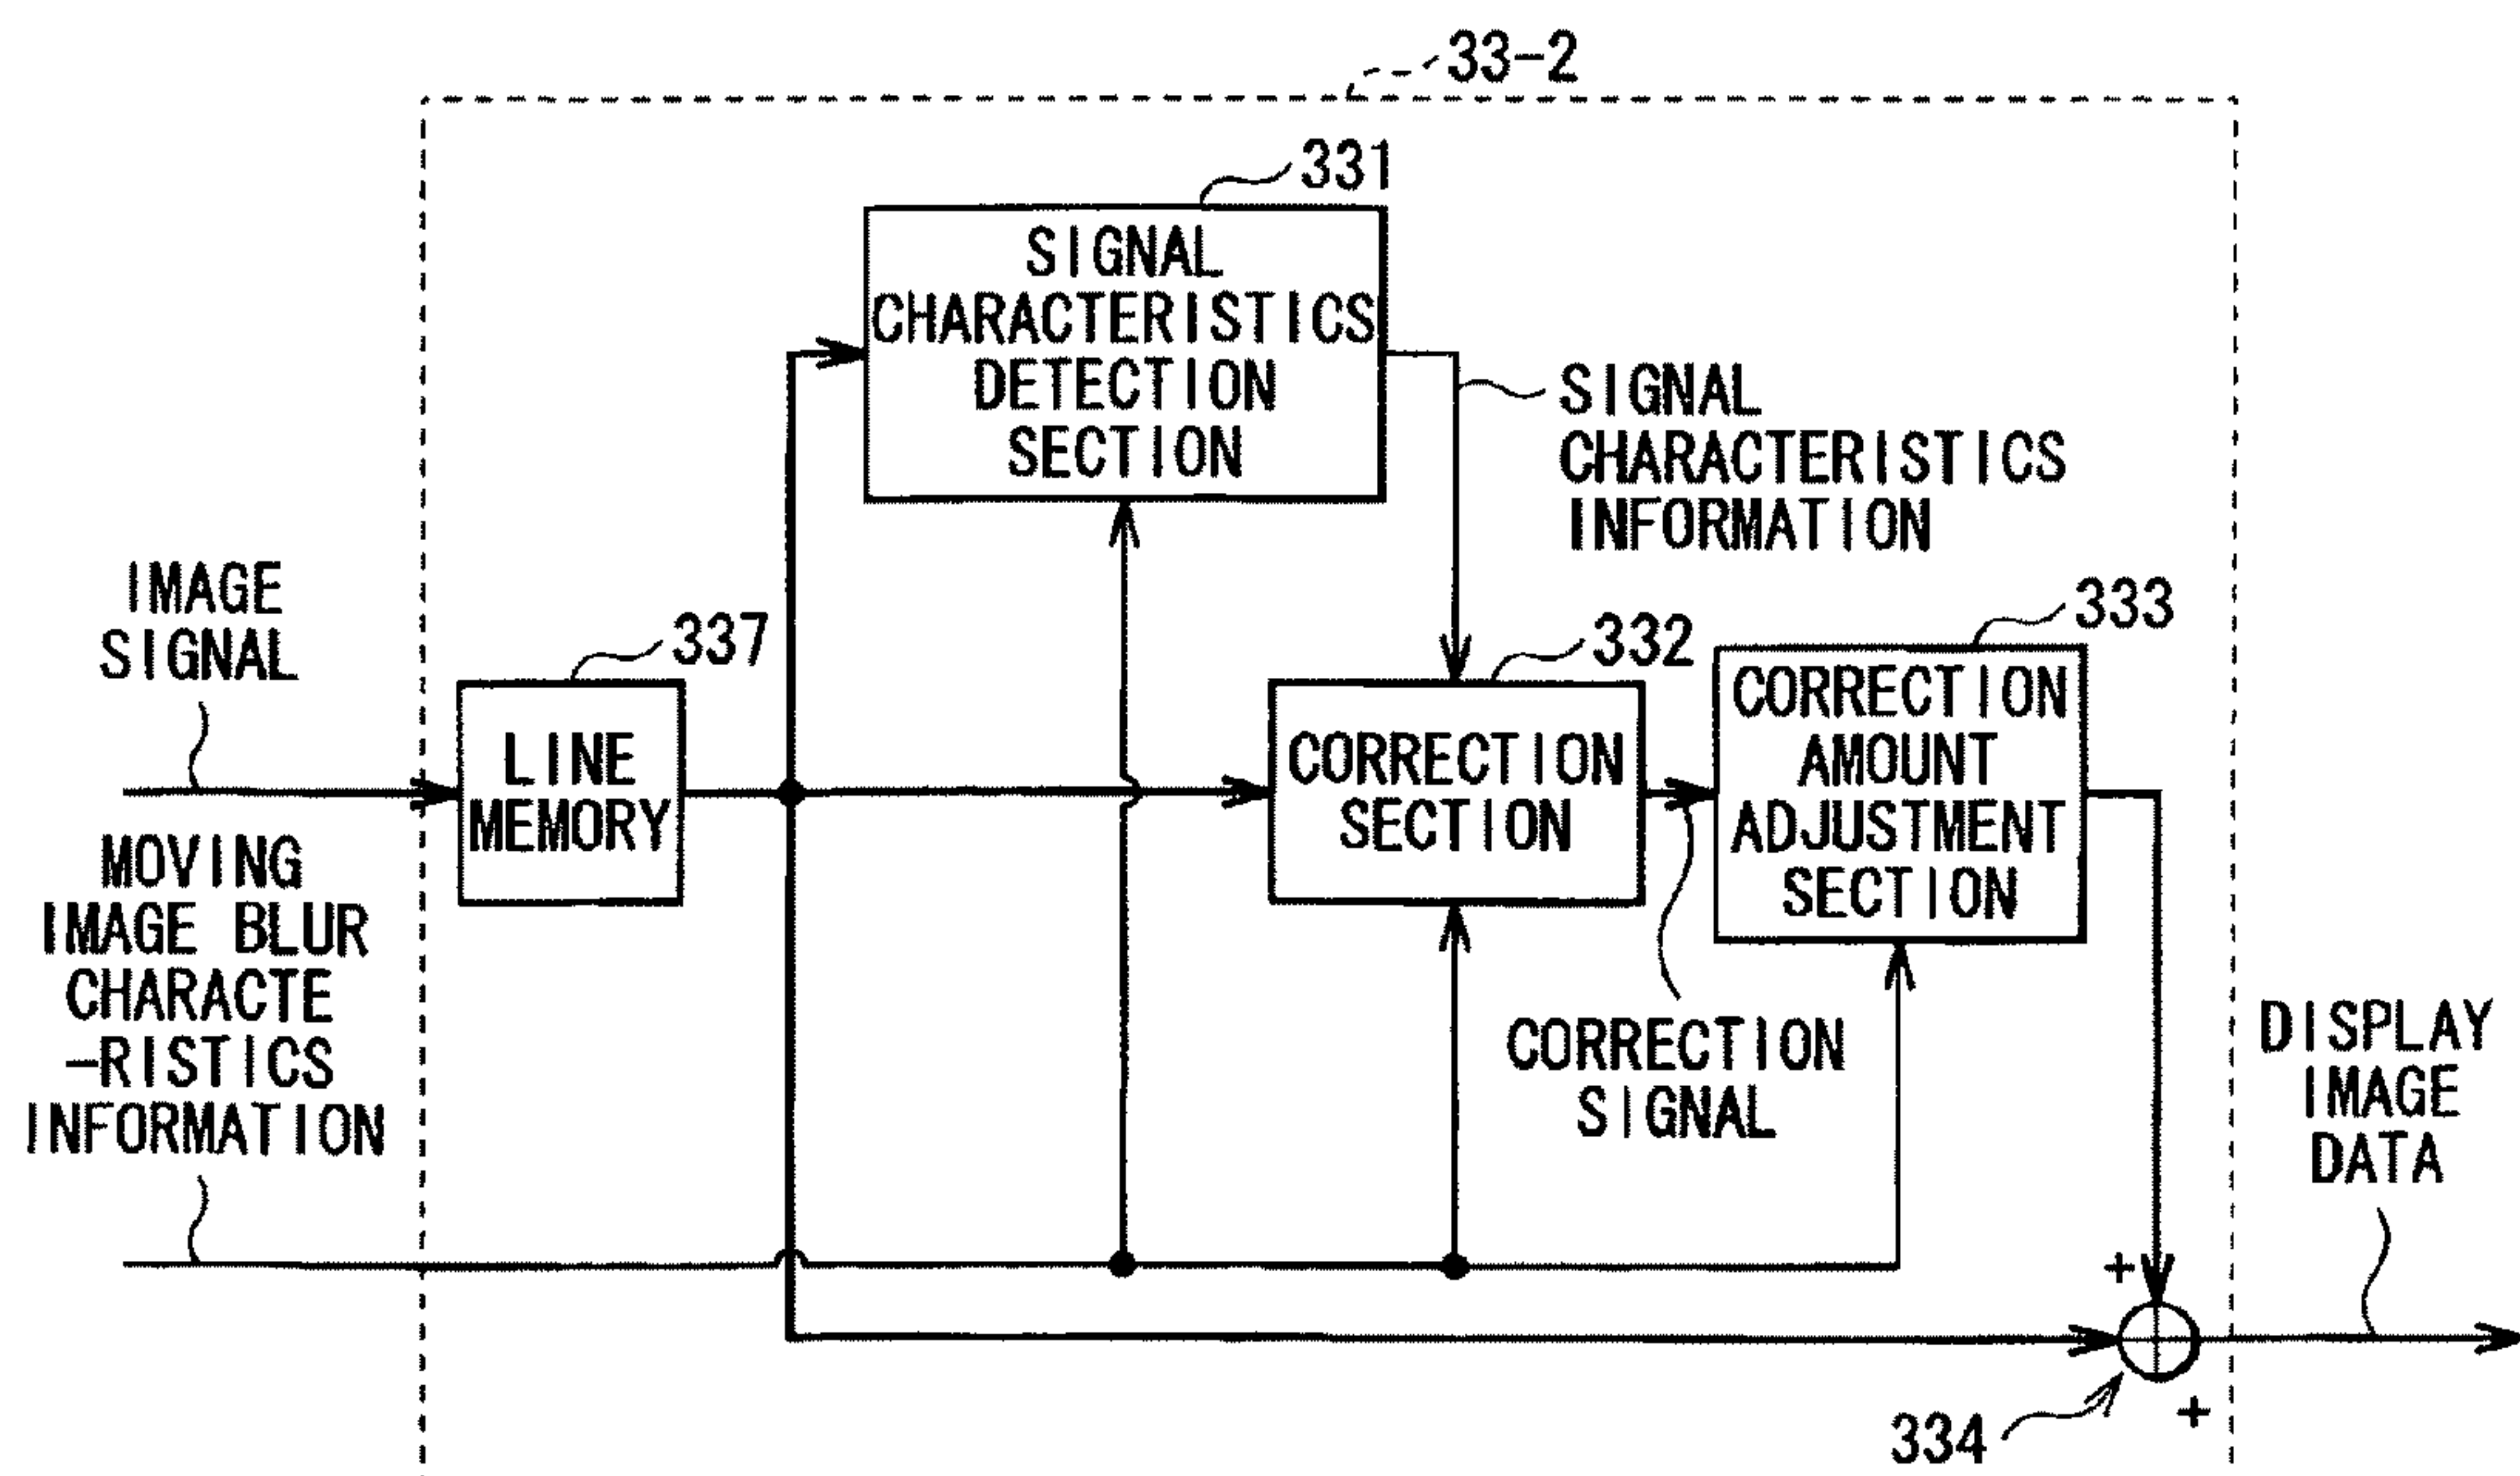 33-2
331
SIGNAL
CHARACTERISTICS
DETECTION
SECTION
SIGNAL
CHARACTERISTICS
INFORMATION
IMAGE
SIGNAL
337
LINE
MEMORY
332
CORRECTION
SECTION
333
CORRECTION
AMOUNT
ADJUSTMENT
SECTION
MOVING
IMAGE BLUR
CHARACTE
-RISTICS
INFORMATION
CORRECTION
SIGNAL
DISPLAY
IMAGE
DATA
+
+
334